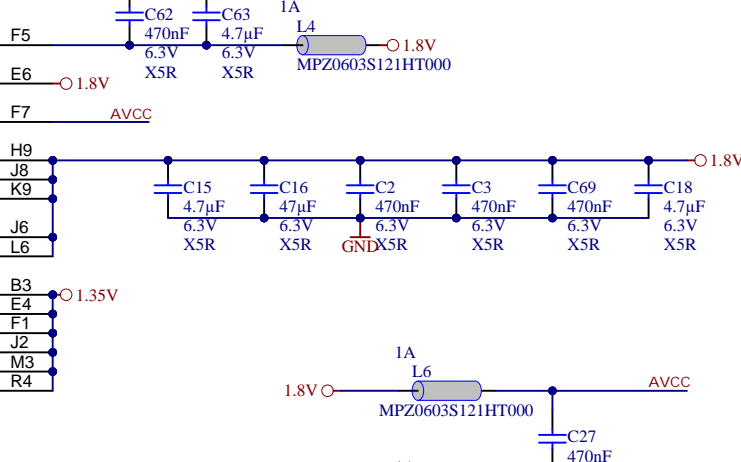 1A
C62
C63
L4
F5
470nF
4.7µF
1.8V
6.3V
6.3V
MPZ0603S121HT000
X5R
X5R
E6
1.8V
F7
AVCC
H9
1.8V
J8
K9
C15
C16
C2
C3
C69
C18
4.7µF
47µF
470nF
470nF
470nF
4.7µF
6.3V
6.3V
6.3V
6.3V
6.3V
6.3V
X5R
X5R
X5R
X5R
X5R
X5R
J6
L6
GND
B3
1.35V
E4
F1
J2
M3
R4
1A
L6
1.8V
AVCC
MPZ0603S121HT000
C27
470nF